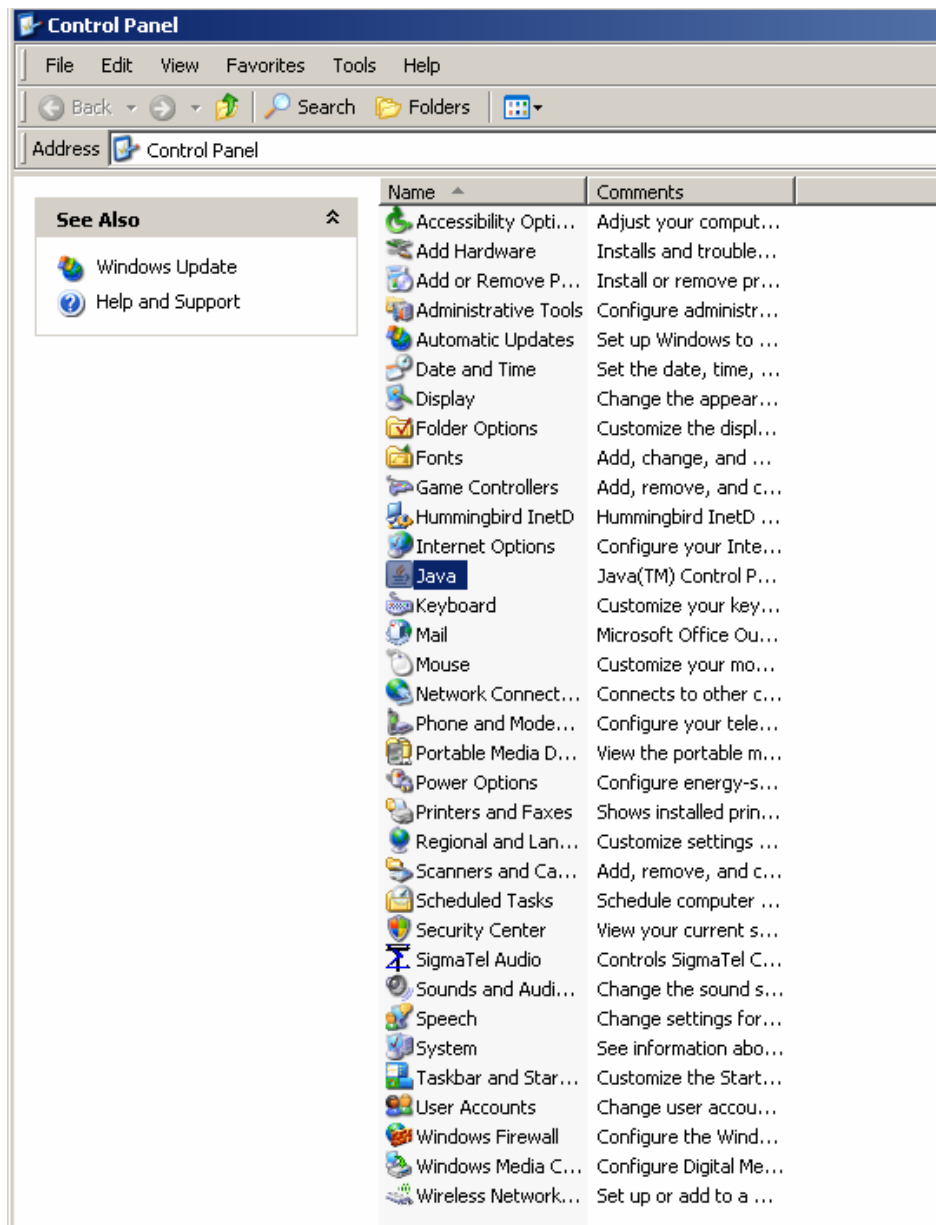 Control Panel
File Edit View Favorites Tools Help
Back Search Folders
Address Control Panel
See Also
Windows Update
Help and Support
Name Comments
Accessibility Opti... Adjust your comput...
Add Hardware Installs and trouble...
Add or Remove P... Install or remove pr...
Administrative Tools Configure administr...
Automatic Updates Set up Windows to ...
Date and Time Set the date, time, ...
Display Change the appear...
Folder Options Customize the displ...
Fonts Add, change, and ...
Game Controllers Add, remove, and c...
Hummingbird InetD Hummingbird InetD ...
Internet Options Configure your Inte...
Java Java(TM) Control P...
Keyboard Customize your key...
Mail Microsoft Office Ou...
Mouse Customize your mo...
Network Connect... Connects to other c...
Phone and Mode... Configure your tele...
Portable Media D... View the portable m...
Power Options Configure energy-s...
Printers and Faxes Shows installed prin...
Regional and Lan... Customize settings ...
Scanners and Ca... Add, remove, and c...
Scheduled Tasks Schedule computer ...
Security Center View your current s...
SigmaTel Audio Controls SigmaTel C...
Sounds and Audi... Change the sound s...
Speech Change settings for...
System See information abo...
Taskbar and Star... Customize the Start...
User Accounts Change user accou...
Windows Firewall Configure the Wind...
Windows Media C... Configure Digital Me...
Wireless Network... Set up or add to a ...